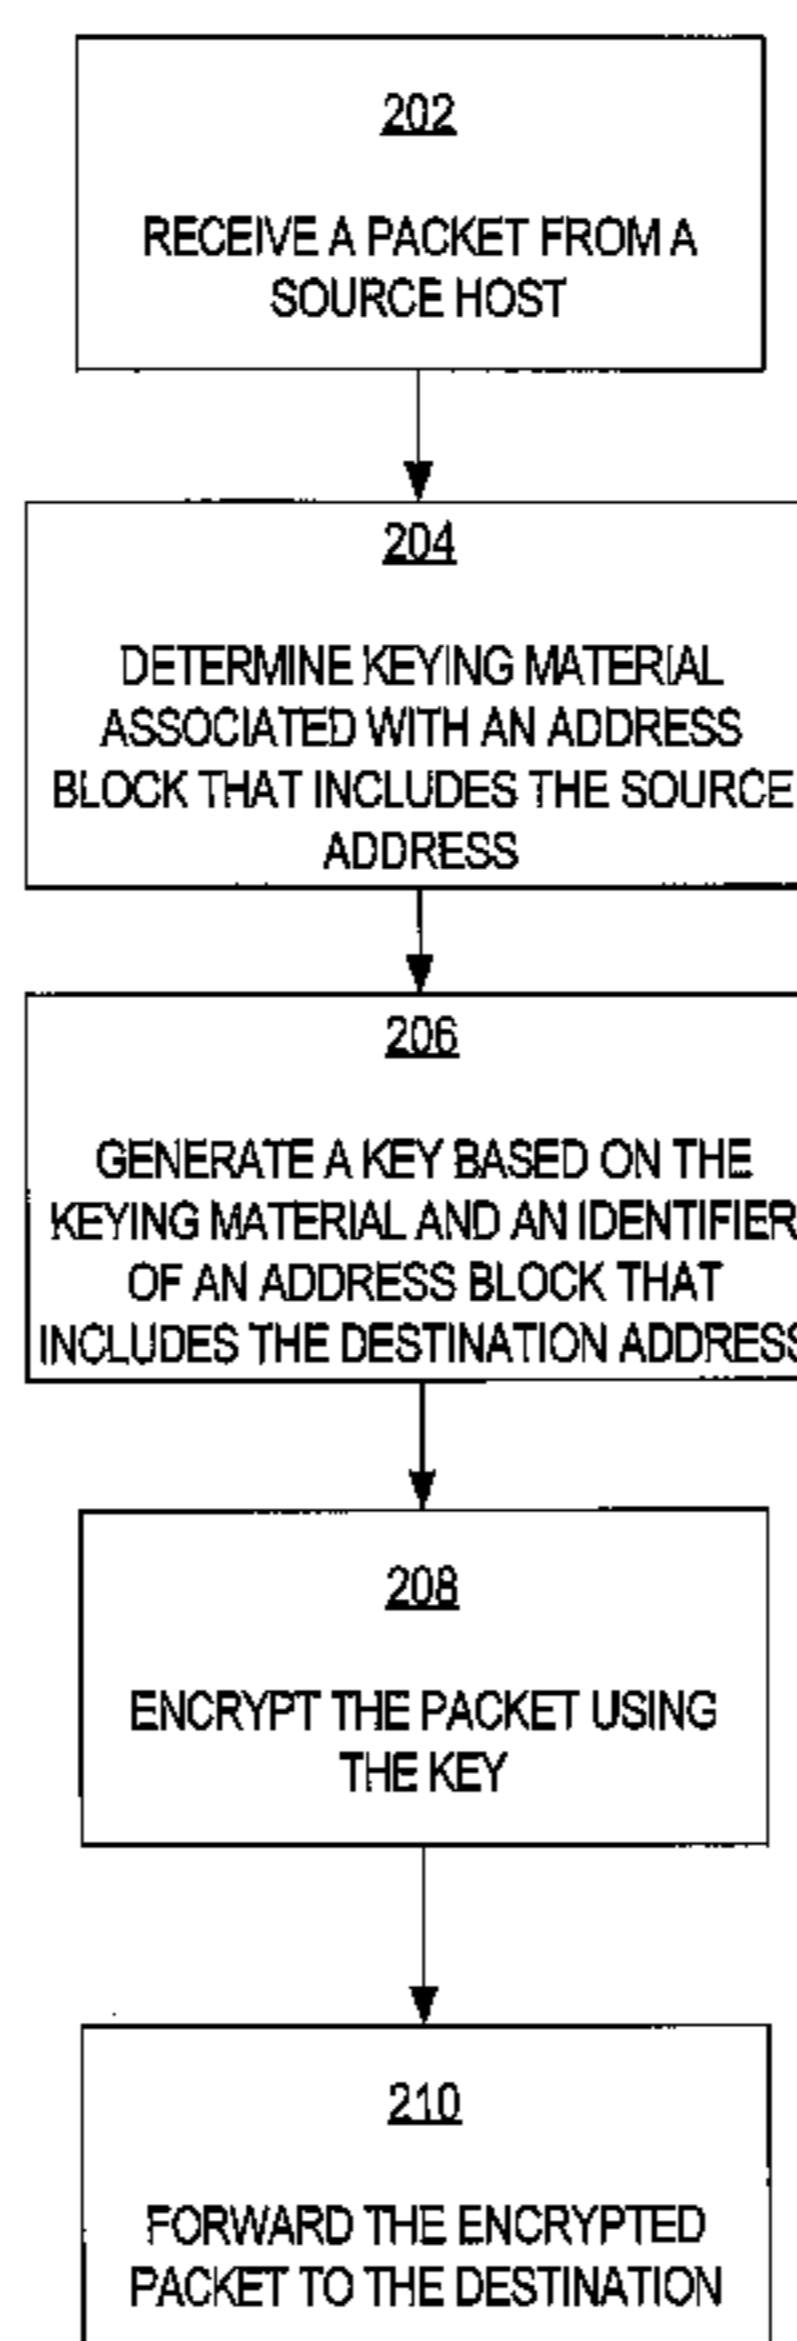 202
RECEIVE A PACKET FROM A
SOURCE HOST
204
DETERMINE KEYING MATERIAL
ASSOCIATED WITH AN ADDRESS
BLOCK THAT INCLUDES THE SOURCE
ADDRESS
206
GENERATE A KEY BASED ON THE
KEYING MATERIAL AND AN IDENTIFIER
OF AN ADDRESS BLOCK THAT
INCLUDES THE DESTINATION ADDRESS
208
ENCRYPT THE PACKET USING
THE KEY
210
FORWARD THE ENCRYPTED
PACKET TO THE DESTINATION